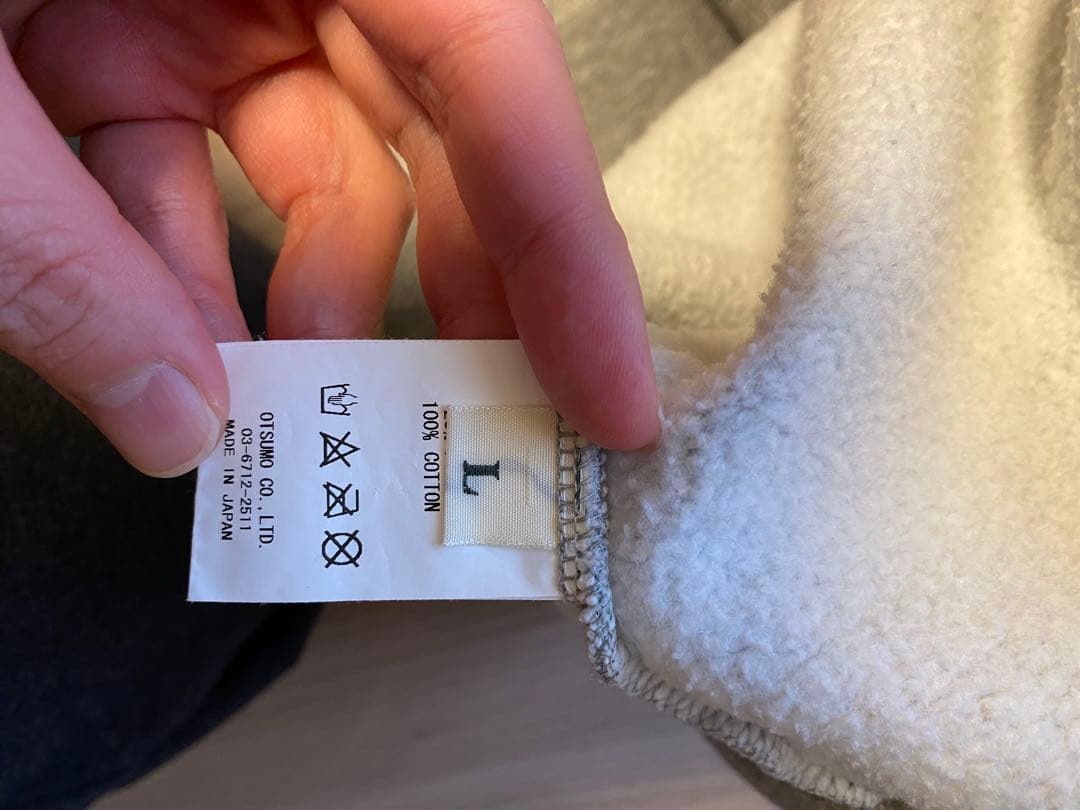 L
100% COTTON
OTSUMO CO.,LTD.
03-6712-2511
MADE IN JAPAN